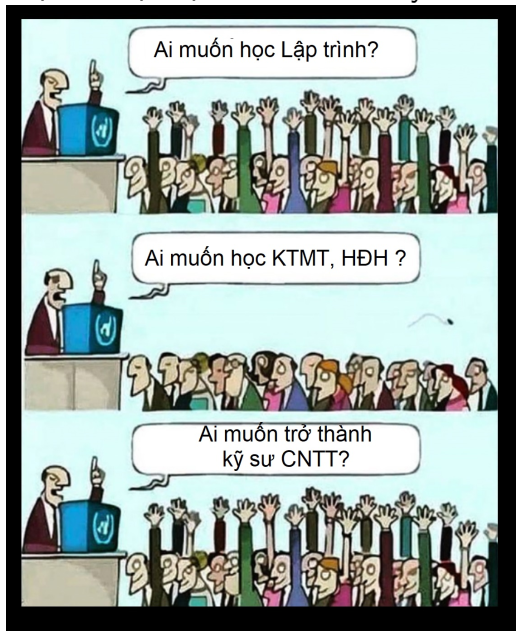 Ai muốn học Lập trình?
Ai muốn học KTMT, HĐH ?
Ai muốn trở thành
kỹ sư CNTT?